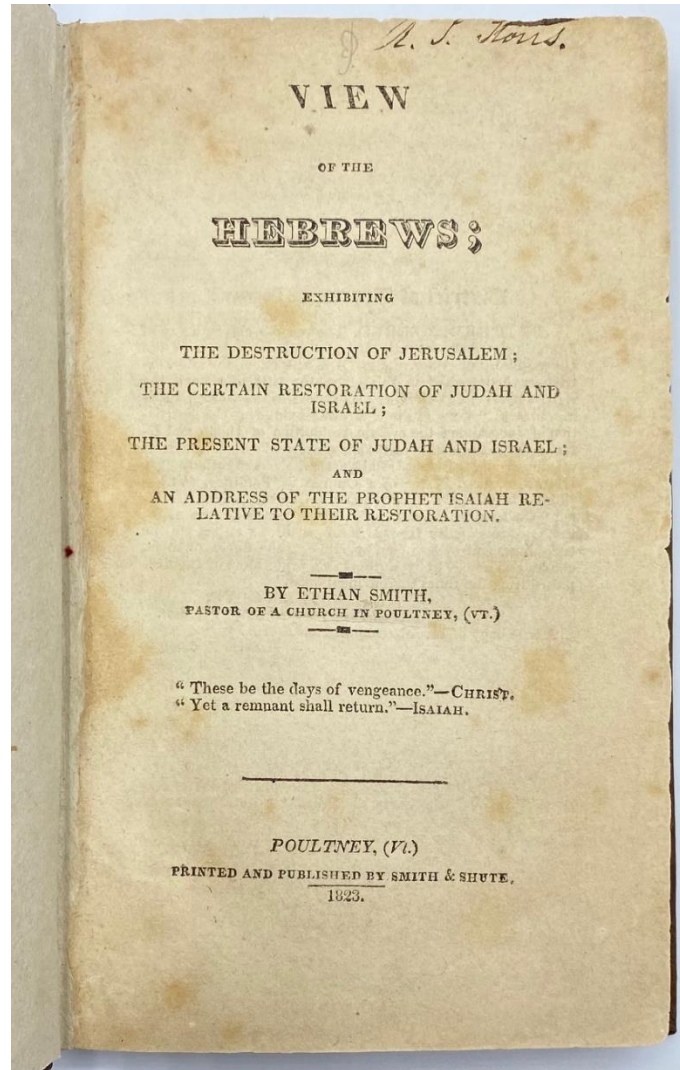 VIEW
OF THE
HEBREWS;
EXHIBITING
THE DESTRUCTION OF JERUSALEM;
THE CERTAIN RESTORATION OF JUDAH AND
ISRAEL;
THE PRESENT STATE OF JUDAH AND ISRAEL;
AND
AN ADDRESS OF THE PROPHET ISAIAH RE-
LATIVE TO THEIR RESTORATION.
BY ETHAN SMITH,
PASTOR OF A CHURCH IN POULTNEY, (VT.)
“ These be the days of vengeance.”—CHRIST.
“ Yet a remnant shall return.”—ISAIAH.
POULTNEY, (Vt.)
PRINTED AND PUBLISHED BY SMITH & SHUTE,
1823.